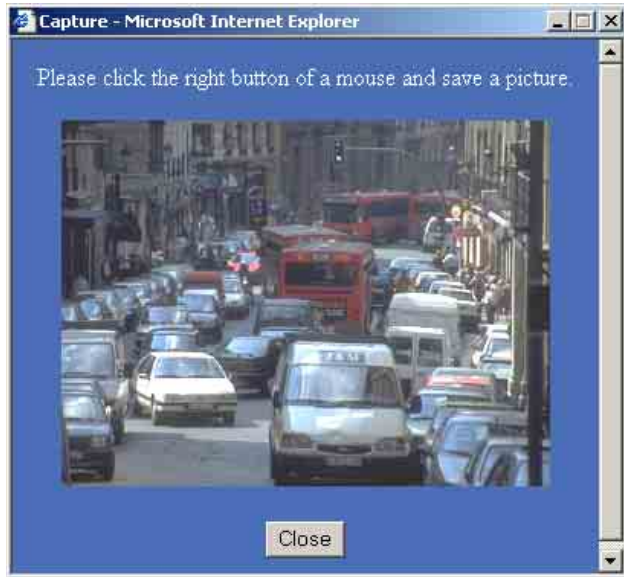 Capture - Microsoft Internet Explorer
Please click the right button of a mouse and save a picture.
Close